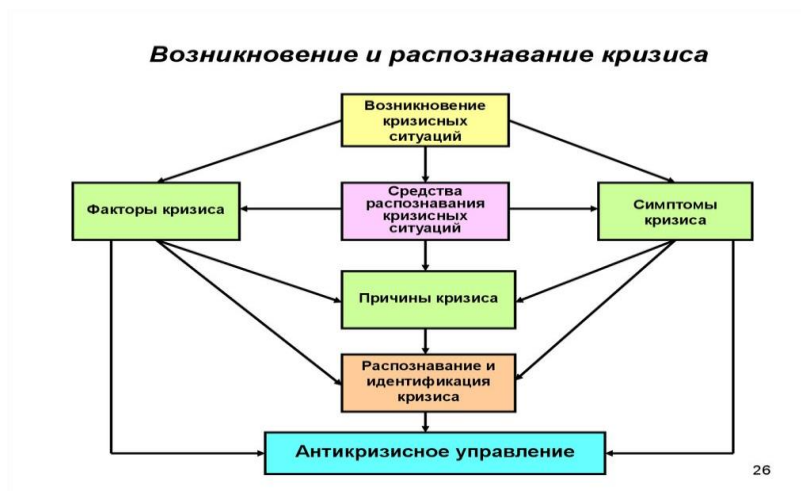 Возникновение и распознавание кризиса
Возникновение
кризисных
ситуаций
Факторы кризиса
Средства
распознавания
кризисных
ситуаций
Симптомы
кризиса
Причины кризиса
Распознавание и
идентификация
кризиса
Антикризисное управление
26